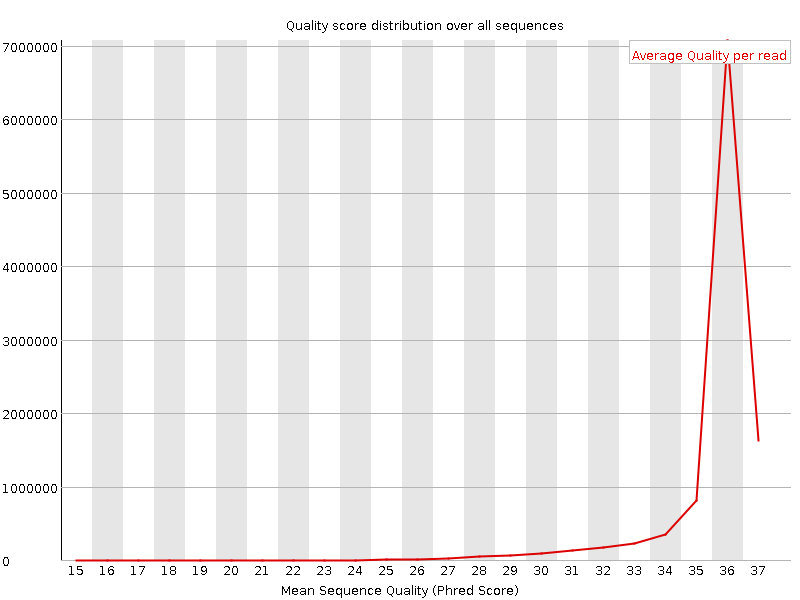 Quality score distribution over all sequences
Average Quality per read
7000000
6000000
5000000
4000000
3000000
2000000
1000000
0
15 16 17 18 19 20 21 22 23 24 25 26 27 28 29 30 31 32 33 34 35 36 37
Mean Sequence Quality (Phred Score)